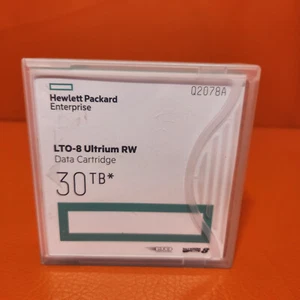 Hewlett Packard
Enterprise
Q2078A
LTO-8 Ultrium RW
Data Cartridge
30TB*